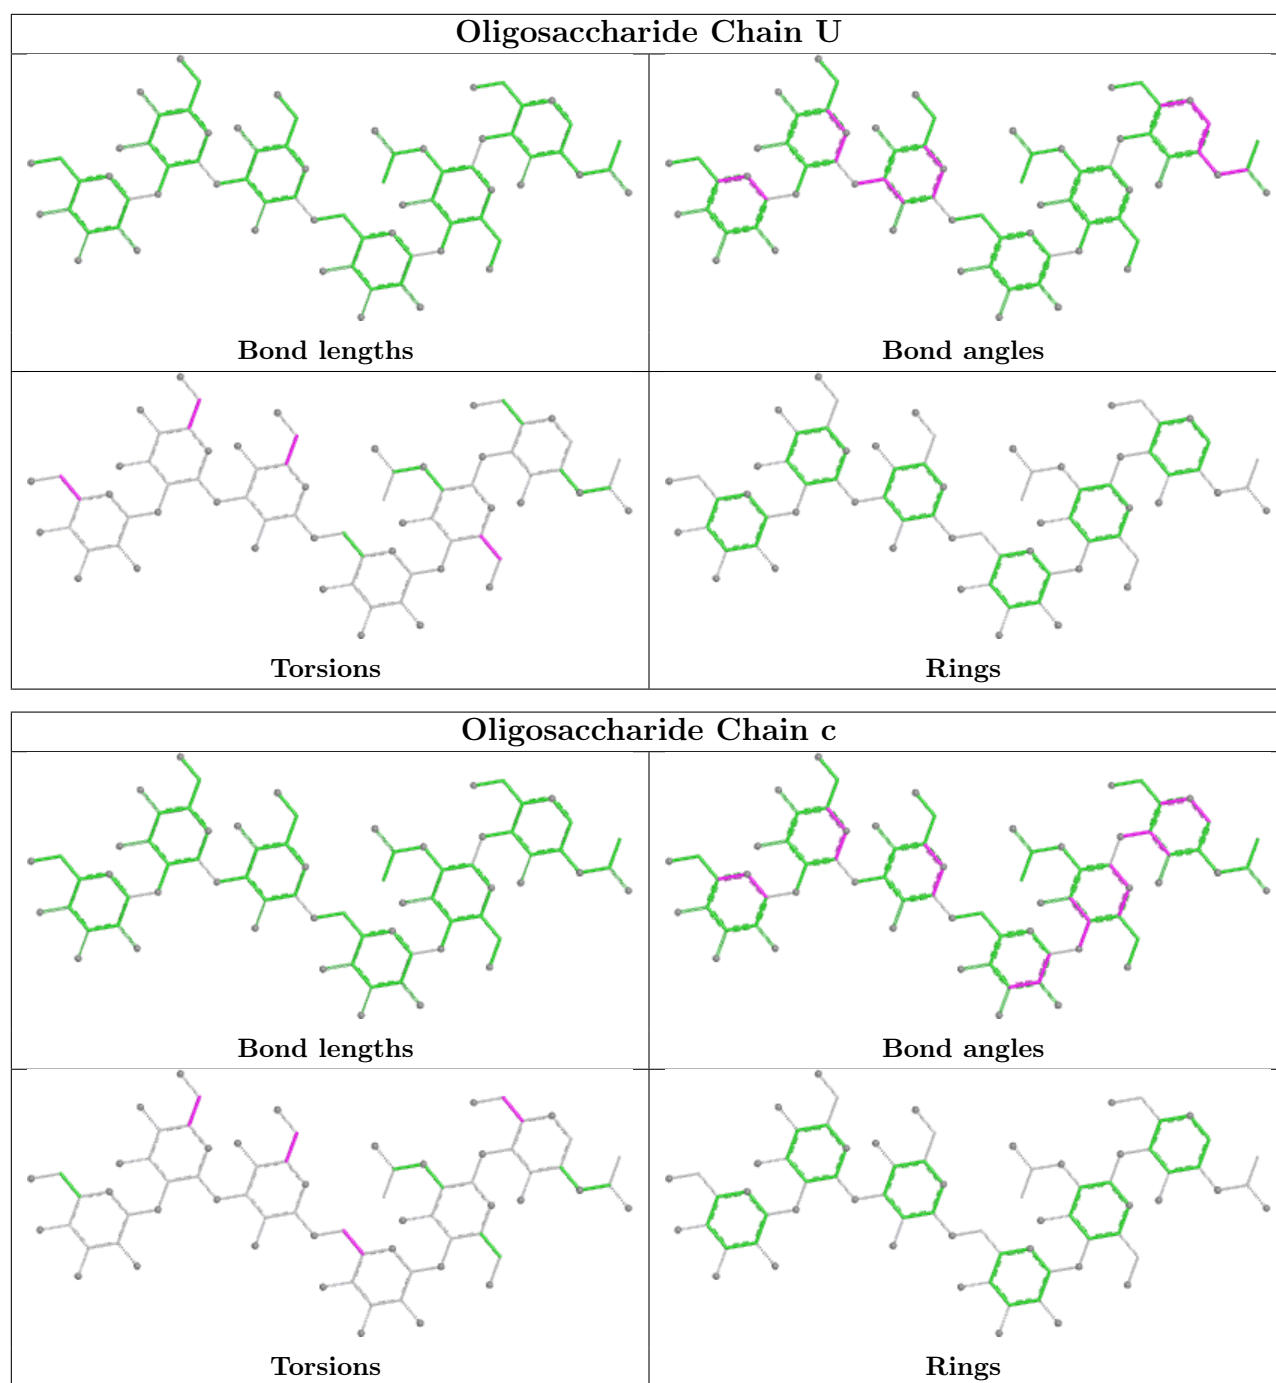 Oligosaccharide Chain U
Bond lengths
Bond angles
Torsions
Rings
Oligosaccharide Chain c
Bond lengths
Bond angles
Torsions
Rings